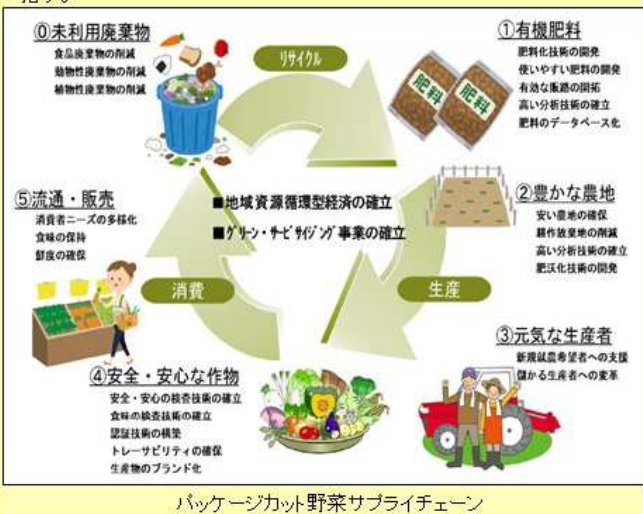 ⓪未利用廃棄物
食品廃棄物の削減
動物性廃棄物の削減
植物性廃棄物の削減
リサイクル
①有機肥料
肥料化技術の開発
使いやすい肥料の開発
有効な販路の開拓
高い分析技術の確立
肥料のデータベース化
肥料
肥料
②豊かな農地
安い農地の確保
耕作放棄地の削減
高い分析技術の確立
肥沃化技術の開発
■地域資源循環型経済の確立
■グリーン・サービサイジング事業の確立
生産
③元気な生産者
新規就農希望者への支援
儲かる生産者への変革
④安全・安心な作物
安全・安心の検査技術の確立
食味の検査技術の確立
認証技術の構築
トレーサビリティの確保
生産物のブランド化
消費
⑤流通・販売
消費者ニーズの多様化
食味の保持
鮮度の確保
パッケージカット野菜サプライチェーン